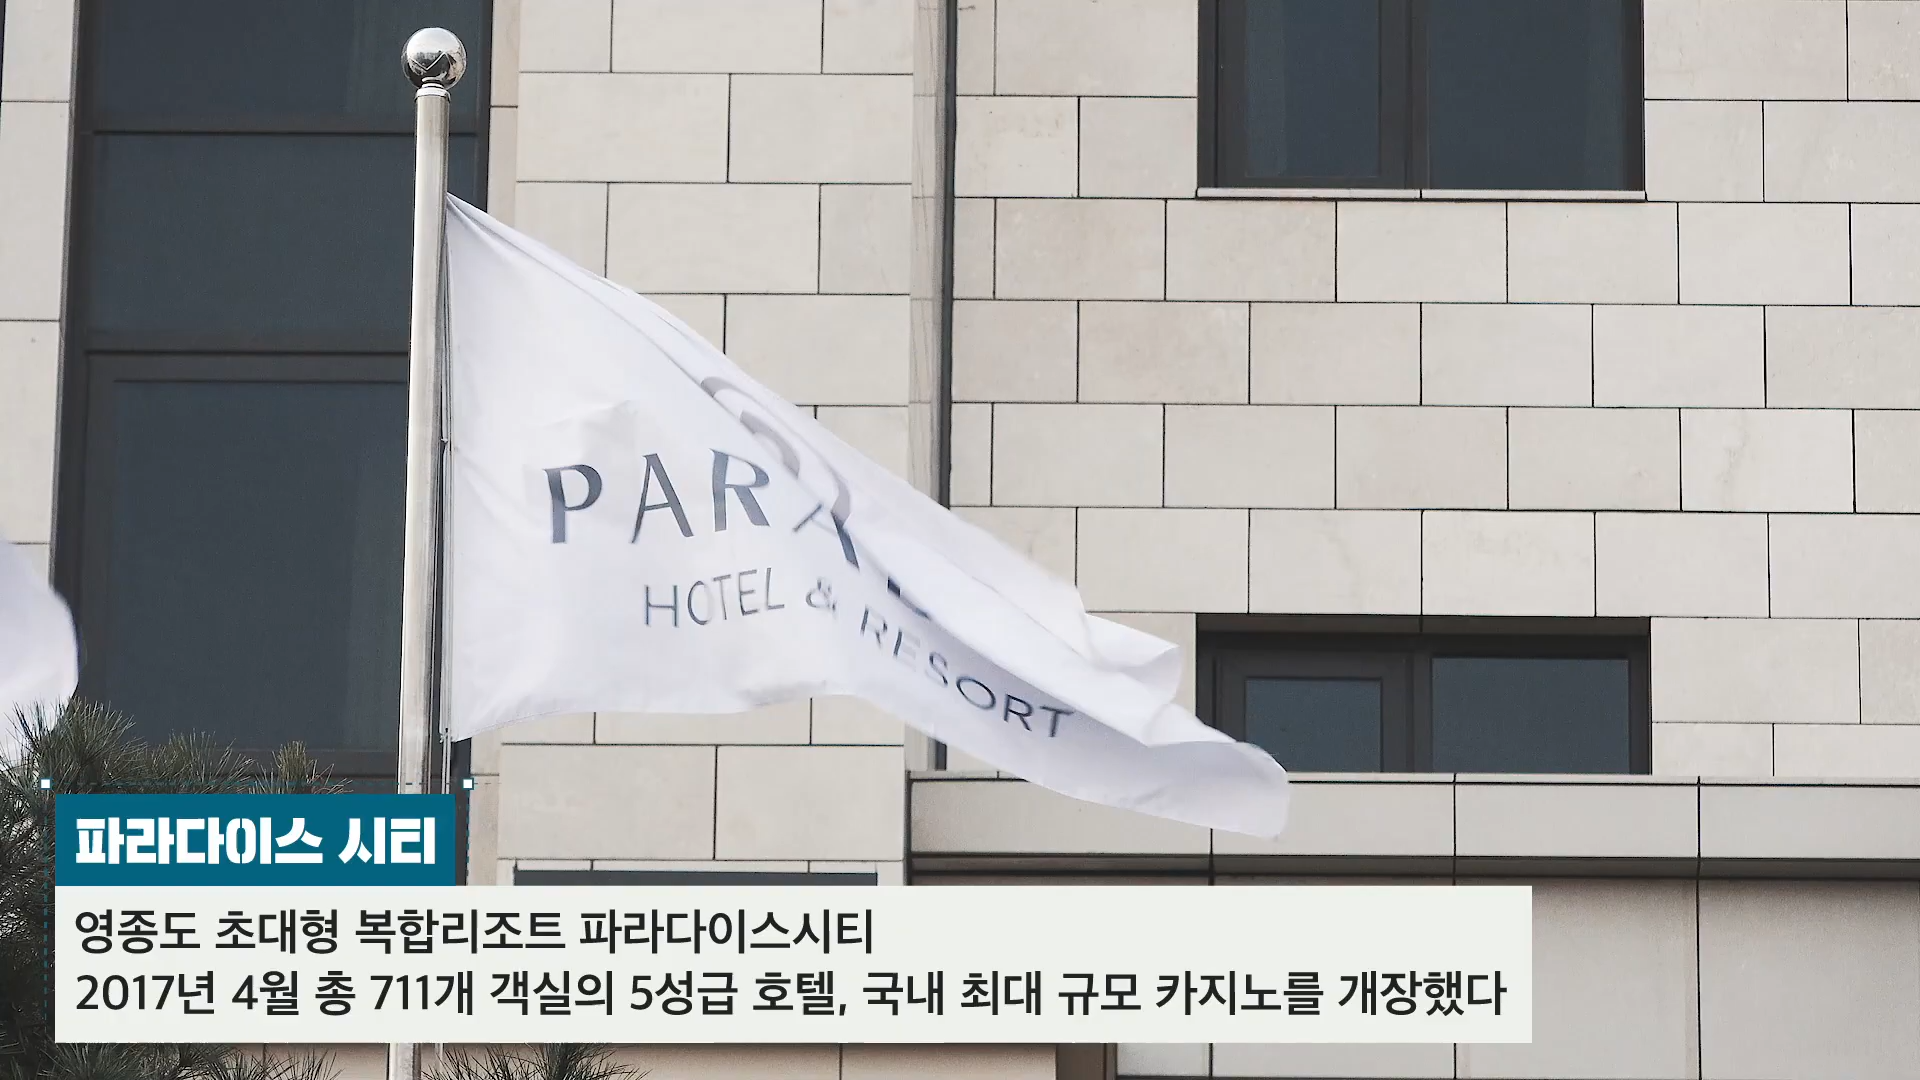 HOTEL & RESORT
파라다이스 시티
영종도 초대형 복합리조트 파라다이스시티
2017년 4월 총 711개 객실의 5성급 호텔, 국내 최대 규모 카지노를 개장했다